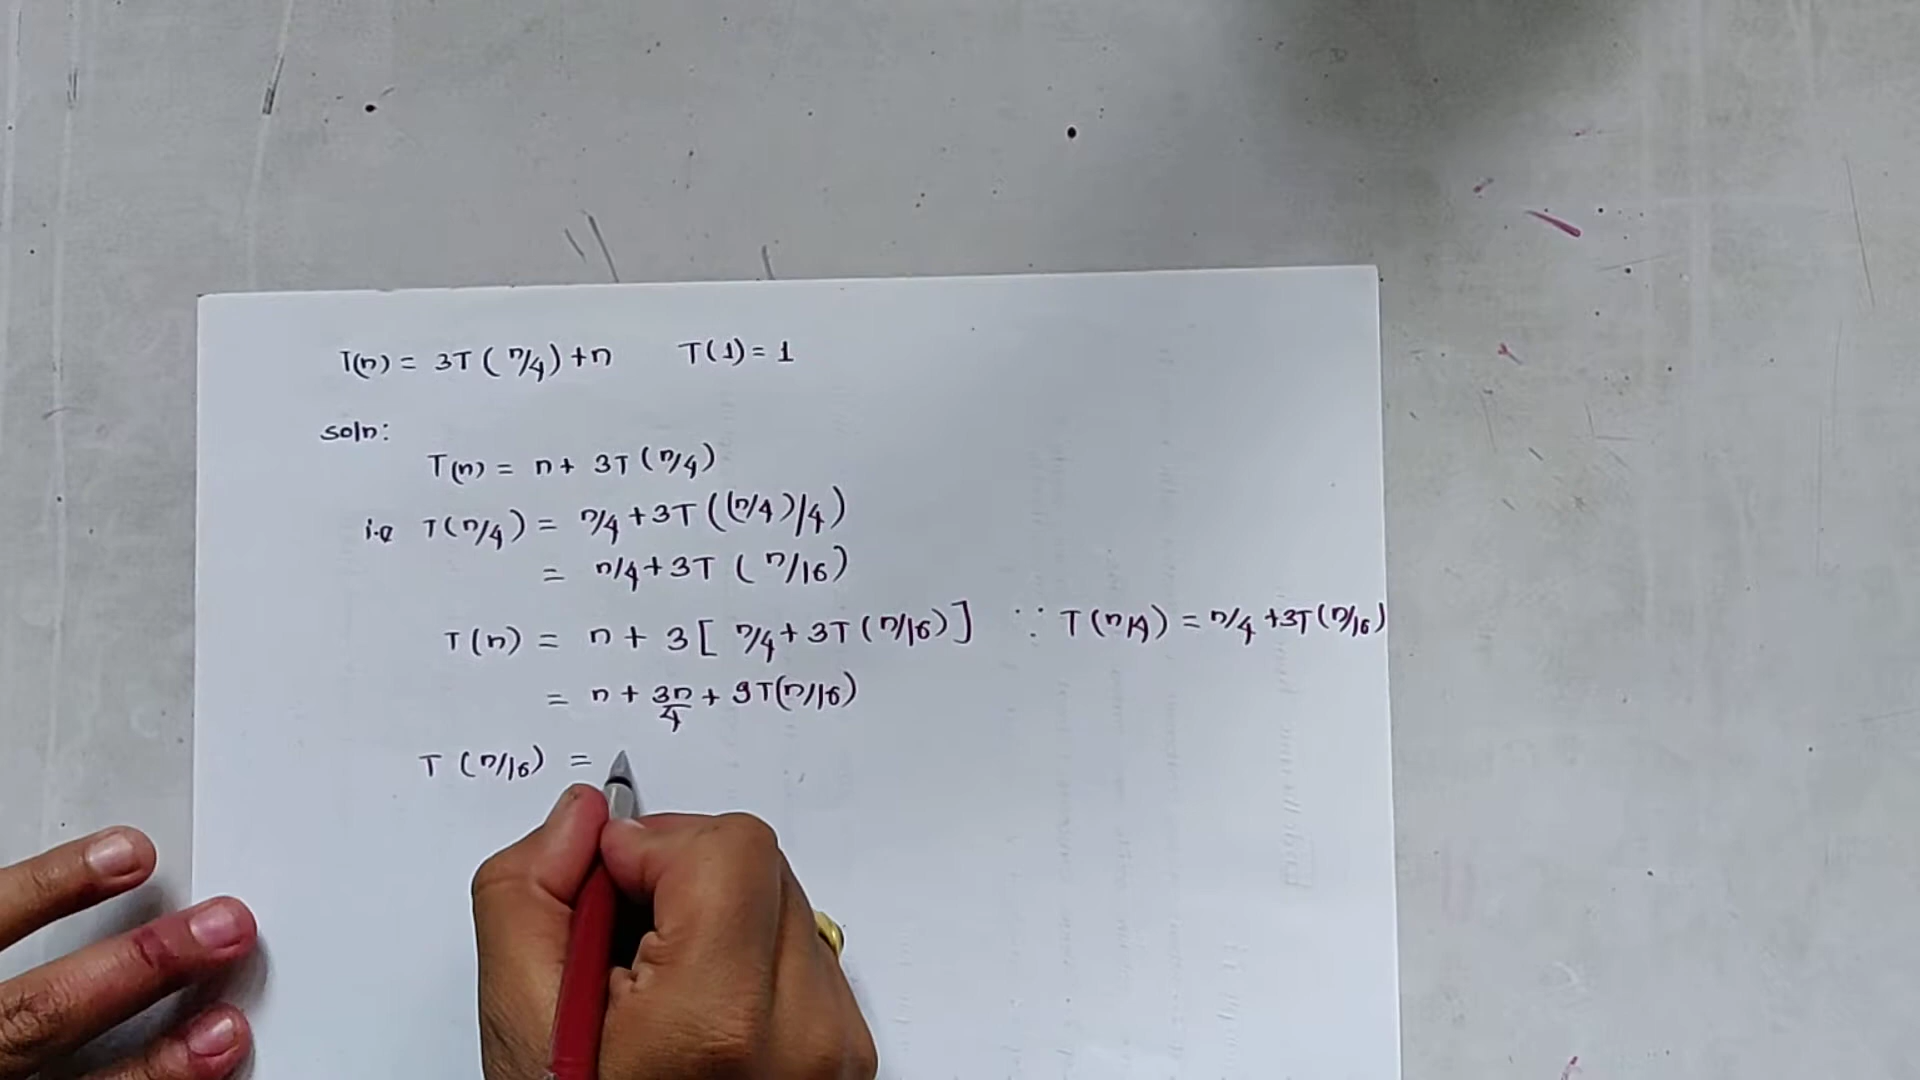 T(n) = 3T(n/4)+n T(1)=1
soln:
T(n) = n+ 3T(n/4)
i.e T(n/4) = n/4+3T((n/4)/4)
= n/4+3T(n/16)
T(n) = n + 3[n/4+3T(n/16)] ∵ T(n/4) = n/4+3T(n/16)
= n + 3n/4 + 9T(n/16)
T(n/16) =